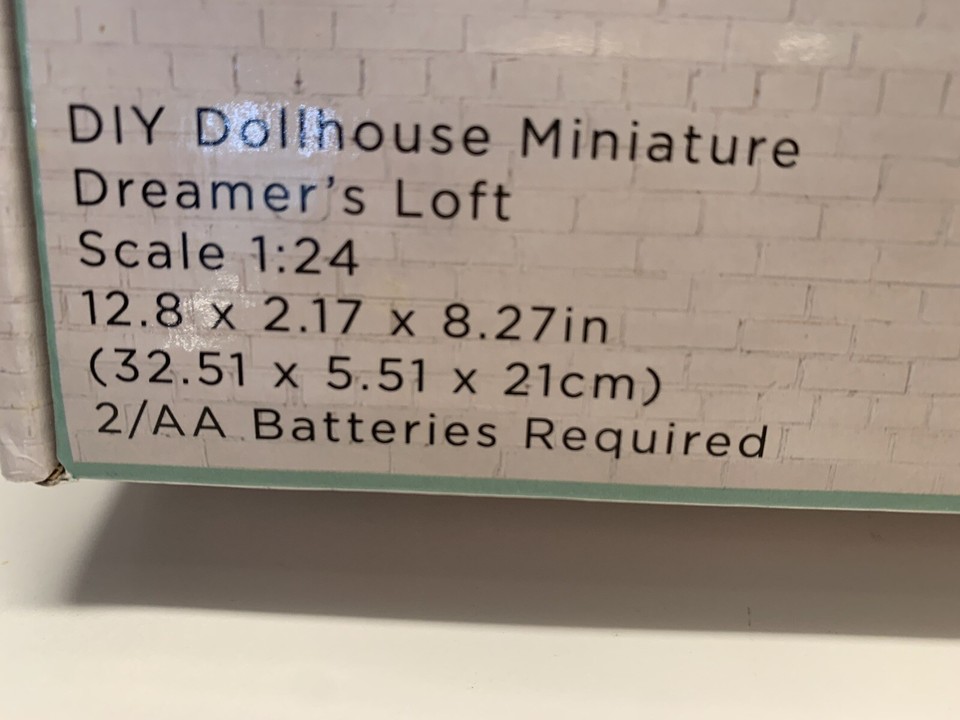 DIY Dollhouse Miniature
Dreamer's Loft
Scale 1:24
12.8 x 2.17 x 8.27in
(32.51 x 5.51 x 21cm)
2/AA Batteries Required